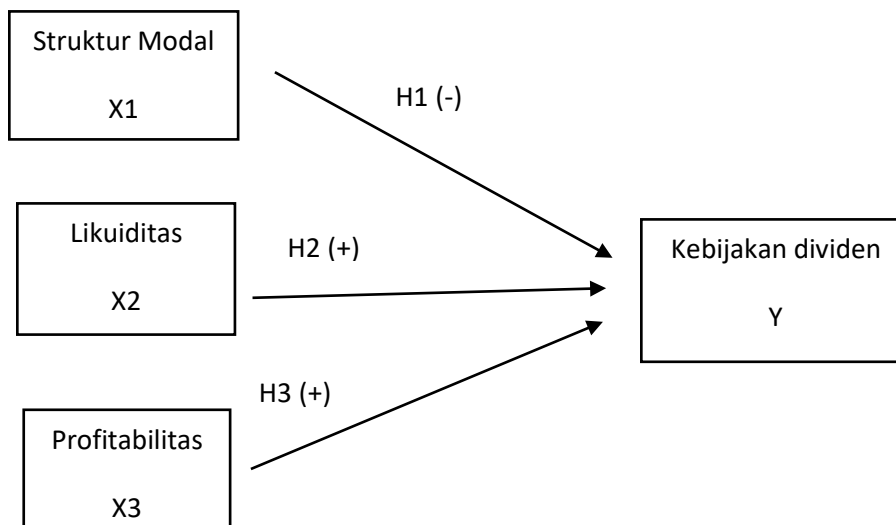 Struktur Modal
X1
H1 (-)
Likuiditas
X2
H2 (+)
Kebijakan dividen
Y
H3 (+)
Profitabilitas
X3